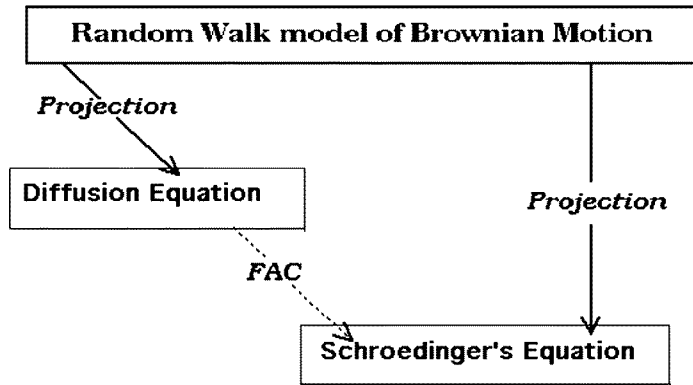 Random Walk model of Brownian Motion
Projection
Diffusion Equation
Projection
FAC
Schroedinger's Equation